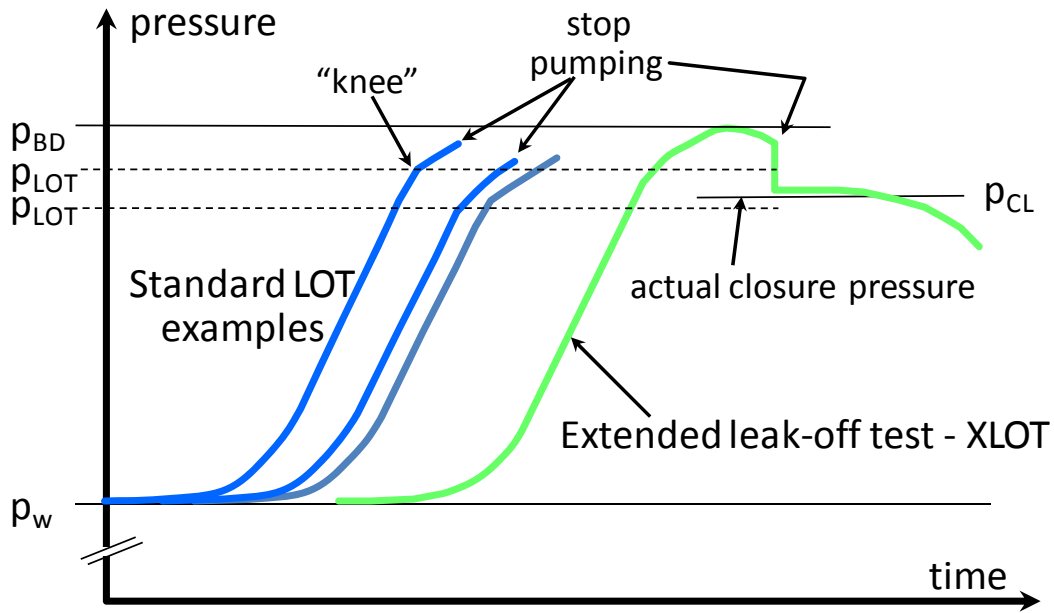 pressure
stop
pumping
“knee”
pBD
pLOT
pLOT
pCL
Standard LOT
examples
actual closure pressure
Extended leak-off test - XLOT
pw
time